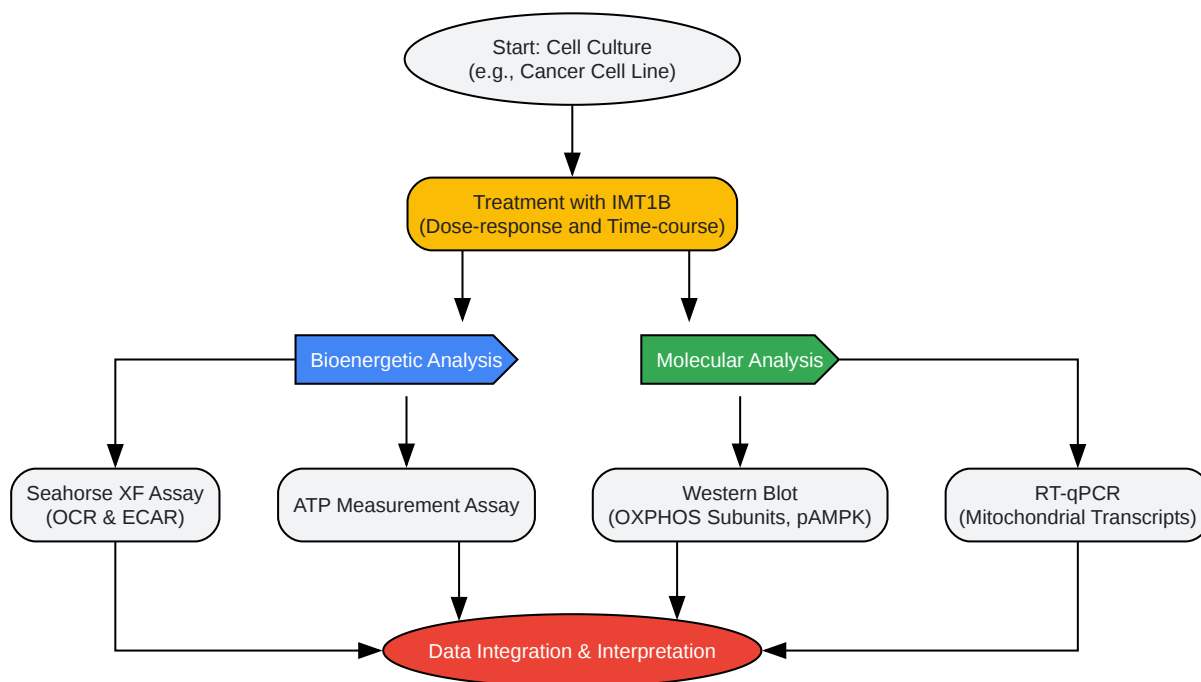 Start: Cell Culture
(e.g., Cancer Cell Line)
Treatment with IMT1B
(Dose-response and Time-course)
Bioenergetic Analysis
Molecular Analysis
Seahorse XF Assay
(OCR & ECAR)
ATP Measurement Assay
Western Blot
(OXPHOS Subunits, pAMPK)
RT-qPCR
(Mitochondrial Transcripts)
Data Integration & Interpretation